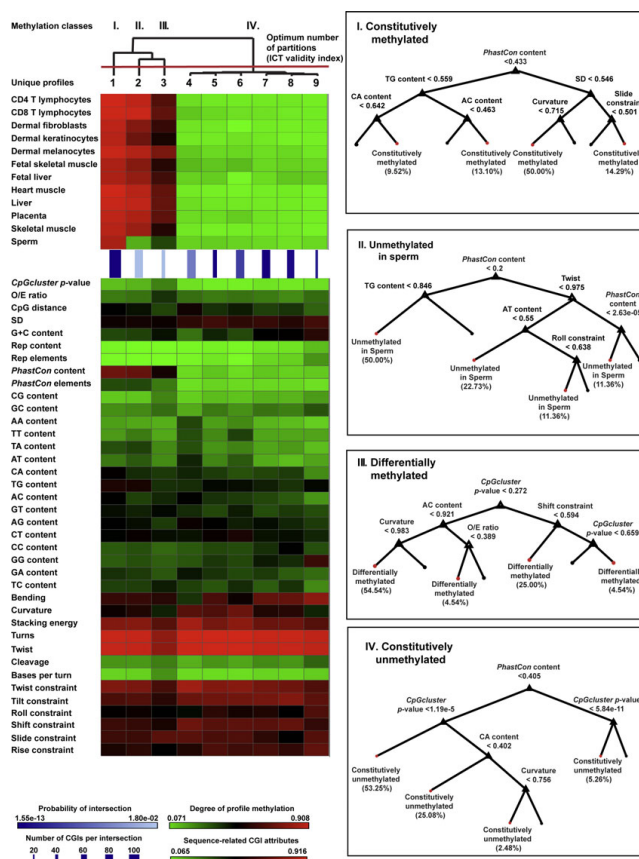 Methylation classes
I. II. III. IV.
Optimum number
of partitions
(ICT validity index)
Unique profiles
1 2 3 4 5 6 7 8 9
CD4 T lymphocytes
CD8 T lymphocytes
Dermal fibroblasts
Dermal keratinocytes
Dermal melanocytes
Fetal skeletal muscle
Fetal liver
Heart muscle
Liver
Placenta
Skeletal muscle
Sperm
CpGcluster p-value
O/E ratio
CpG distance
SD
G+C content
Rep content
Rep elements
PhastCon content
PhastCon elements
CG content
GC content
AA content
TT content
TA content
AT content
CA content
TG content
AC content
GT content
AG content
CT content
CC content
GG content
GA content
TC content
Bending
Curvature
Stacking energy
Turns
Twist
Cleavage
Bases per turn
Twist constraint
Tilt constraint
Roll constraint
Shift constraint
Slide constraint
Rise constraint
Probability of intersection
1.55e-13 1.80e-02
Number of CGIs per intersection
20 40 60 80 100
Degree of profile methylation
0.071 0.908
Sequence-related CGI attributes
0.065 0.916
I. Constitutively
methylated
PhastCon content
<0.433
TG content < 0.559
SD < 0.546
CA content
< 0.642
AC content
< 0.463
Curvature
< 0.715
Slide
constraint
< 0.501
Constitutively
methylated
(9.52%)
Constitutively
methylated
(13.10%)
Constitutively
methylated
(50.00%)
Constitutively
methylated
14.29%)
II. Unmethylated
in sperm
PhastCon content
< 0.2
TG content < 0.846
Twist
< 0.975
AT content
< 0.55
PhastCon
content
< 2.63e-05
Roll constraint
< 0.638
Unmethylated
in Sperm
(50.00%)
Unmethylated
in Sperm
(22.73%)
Unmethylated
in Sperm
(11.36%)
Unmethylated
in Sperm
(11.36%)
III. Differentially
methylated
CpGcluster
p-value < 0.272
AC content
< 0.921
Shift constraint
< 0.594
Curvature
< 0.983
O/E ratio
< 0.389
CpGcluster
p-value < 0.659
Differentially
methylated
(54.54%)
Differentially
methylated
(4.54%)
Differentially
methylated
(25.00%)
Differentially
methylated
(4.54%)
IV. Constitutively
unmethylated
PhastCon content
<0.405
CpGcluster
p-value <1.19e-5
CpGcluster p-value
< 5.84e-11
CA content
< 0.402
Curvature
< 0.756
Constitutively
unmethylated
(53.25%)
Constitutively
unmethylated
(25.08%)
Constitutively
unmethylated
(2.48%)
Constitutively
unmethylated
(5.26%)